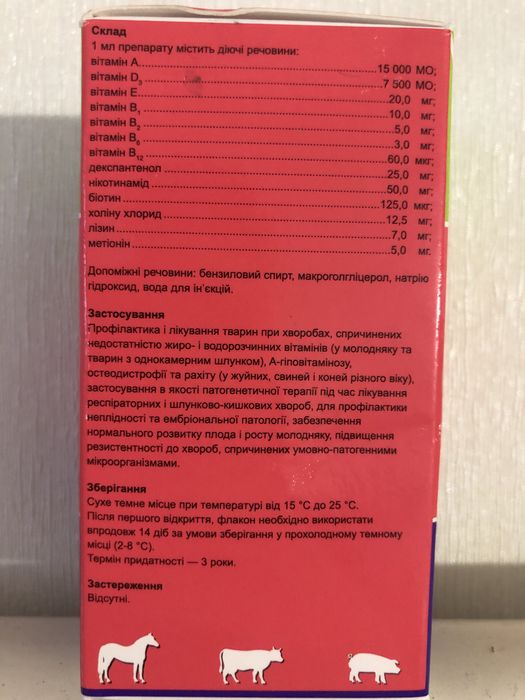 Склад
1 мл препарату містить діючі речовини:
вітамін А 15 000 МО;
вітамін D3 7 500 МО;
вітамін Е 20,0 мг;
вітамін В1 10,0 мг;
вітамін В2 5,0 мг;
вітамін В6 3,0 мг;
вітамін В12 60,0 мкг;
декспантенол 25,0 мг;
нікотинамід 50,0 мг;
біотин 125,0 мкг;
холіну хлорид 12,5 мг;
лізин 7,0 мг;
метіонін 5,0 мг.
Допоміжні речовини: бензиловий спирт, макроголгліцерол, натрію
гідроксид, вода для ін'єкцій.
Застосування
Профілактика і лікування тварин при хворобах, спричинених
недостатністю жиро- і водорозчинних вітамінів (у молодняку та
тварин з однокамерним шлунком), А-гіповітамінозу,
остеодистрофії та рахіту (у жуйних, свиней і коней різного віку),
застосування в якості патогенетичної терапії під час лікування
респіраторних і шлунково-кишкових хвороб, для профілактики
неплідності та ембріональної патології, забезпечення
нормального розвитку плода і росту молодняку, підвищення
резистентності до хвороб, спричинених умовно-патогенними
мікроорганізмами.
Зберігання
Сухе темне місце при температурі від 15 °С до 25 °С.
Після першого відкриття, флакон необхідно використати
впродовж 14 діб за умови зберігання у прохолодному темному
місці (2-8 °С).
Термін придатності — 3 роки.
Застереження
Відсутні.